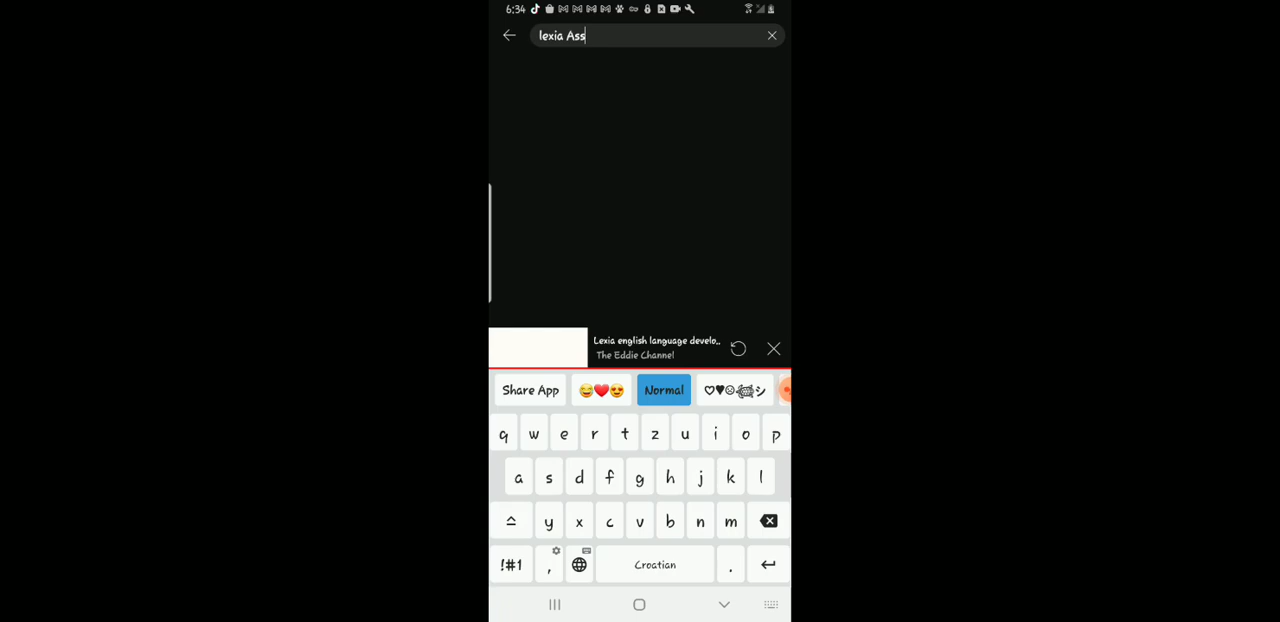 6:34
lexia Ass
Lexia english language develo..
The Eddie Channel
Share App 😂❤️😍 Normal ♡♥☹
q w e r t z u i o p
a s d f g h j k l
y x c v b n m
!#1 , Croatian .